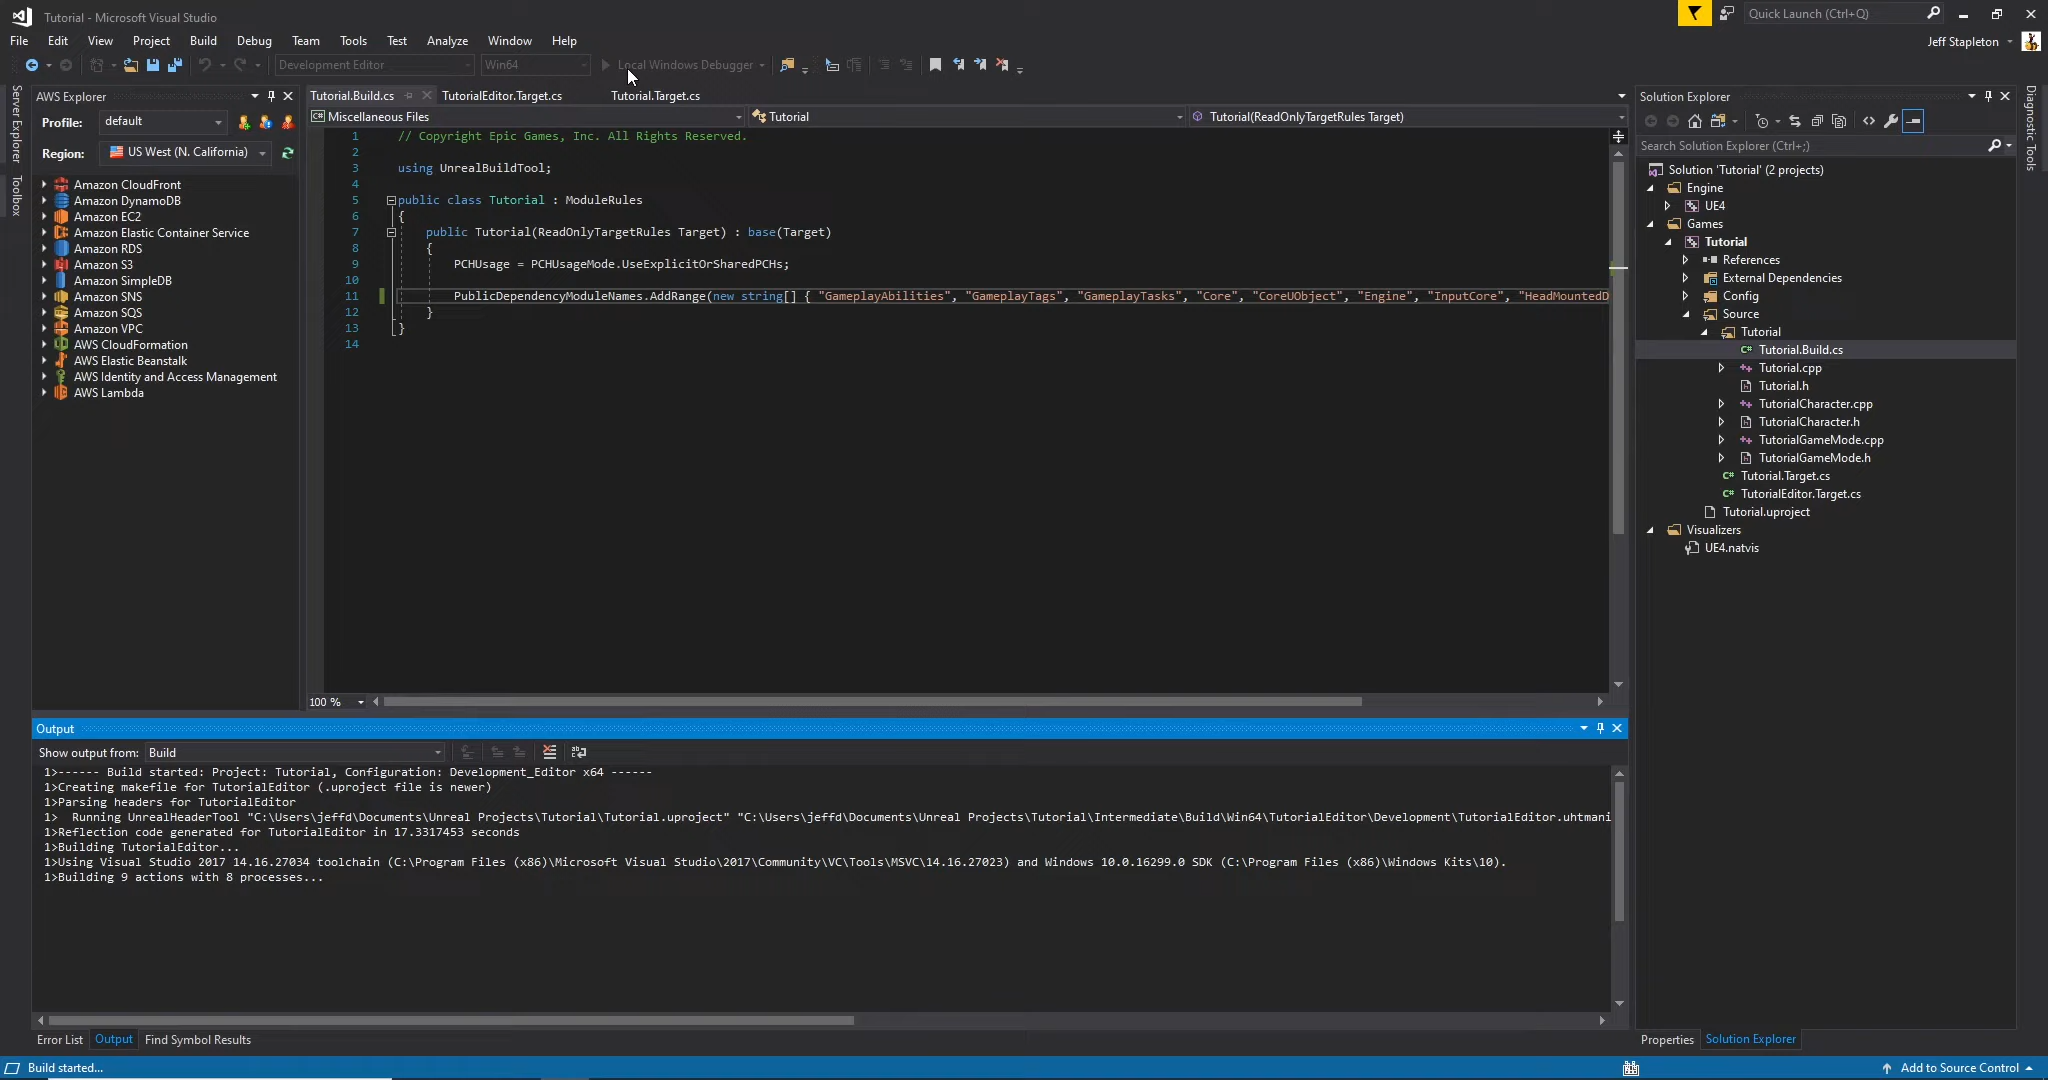 Tutorial - Microsoft Visual Studio
Quick Launch (Ctrl+Q)
File Edit View Project Build Debug Team Tools Test Analyze Window Help
Jeff Stapleton
Development Editor Win64 Local Windows Debugger
Server Explorer
Toolbox
AWS Explorer
Profile: default
Region: US West (N. California)
Amazon CloudFront
Amazon DynamoDB
Amazon EC2
Amazon Elastic Container Service
Amazon RDS
Amazon S3
Amazon SimpleDB
Amazon SNS
Amazon SQS
Amazon VPC
AWS CloudFormation
AWS Elastic Beanstalk
AWS Identity and Access Management
AWS Lambda
Tutorial.Build.cs TutorialEditor.Target.cs Tutorial.Target.cs
Miscellaneous Files Tutorial Tutorial(ReadOnlyTargetRules Target)
1 // Copyright Epic Games, Inc. All Rights Reserved.
2
3 using UnrealBuildTool;
4
5 public class Tutorial : ModuleRules
6 {
7 public Tutorial(ReadOnlyTargetRules Target) : base(Target)
8 {
9 PCHUsage = PCHUsageMode.UseExplicitOrSharedPCHs;
10
11 PublicDependencyModuleNames.AddRange(new string[] { "GameplayAbilities", "GameplayTags", "GameplayTasks", "Core", "CoreUObject", "Engine", "InputCore", "HeadMountedD
12 }
13 }
14
100 %
Output
Show output from: Build
1>------ Build started: Project: Tutorial, Configuration: Development_Editor x64 ------
1>Creating makefile for TutorialEditor (.uproject file is newer)
1>Parsing headers for TutorialEditor
1> Running UnrealHeaderTool "C:\Users\jeffd\Documents\Unreal Projects\Tutorial\Tutorial.uproject" "C:\Users\jeffd\Documents\Unreal Projects\Tutorial\Intermediate\Build\Win64\TutorialEditor\Development\TutorialEditor.uhtmani
1>Reflection code generated for TutorialEditor in 17.3317453 seconds
1>Building TutorialEditor...
1>Using Visual Studio 2017 14.16.27034 toolchain (C:\Program Files (x86)\Microsoft Visual Studio\2017\Community\VC\Tools\MSVC\14.16.27023) and Windows 10.0.16299.0 SDK (C:\Program Files (x86)\Windows Kits\10).
1>Building 9 actions with 8 processes...
Error List Output Find Symbol Results
Solution Explorer
Search Solution Explorer (Ctrl+;)
Solution 'Tutorial' (2 projects)
Engine
UE4
Games
Tutorial
References
External Dependencies
Config
Source
Tutorial
Tutorial.Build.cs
Tutorial.cpp
Tutorial.h
TutorialCharacter.cpp
TutorialCharacter.h
TutorialGameMode.cpp
TutorialGameMode.h
Tutorial.Target.cs
TutorialEditor.Target.cs
Tutorial.uproject
Visualizers
UE4.natvis
Properties Solution Explorer
Diagnostic Tools
Build started...
Add to Source Control